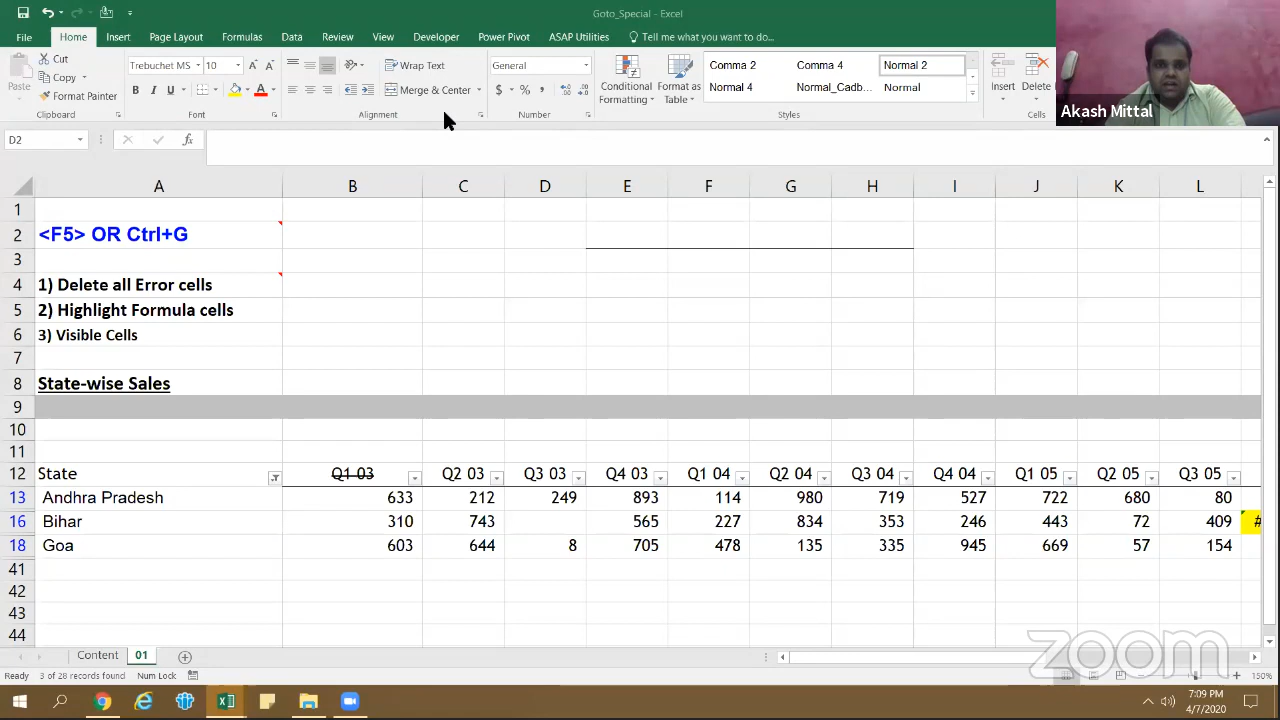 Goto_Special - Excel
File Home Insert Page Layout Formulas Data Review View Developer Power Pivot ASAP Utilities Tell me what you want to do...
Paste
Cut
Copy
Format Painter
Clipboard
Trebuchet MS 10
B I U
Font
Wrap Text
Merge & Center
Alignment
General
$ % ,
Number
Conditional Formatting
Format as Table
Comma 2 Comma 4 Normal 2
Normal 4 Normal_Cadb... Normal
Styles
Insert Delete
Cells
Akash Mittal
D2 fx
A B C D E F G H I J K L
1
2 <F5> OR Ctrl+G
3
4 1) Delete all Error cells
5 2) Highlight Formula cells
6 3) Visible Cells
7
8 State-wise Sales
9
10
11
12 State Q1 03 Q2 03 Q3 03 Q4 03 Q1 04 Q2 04 Q3 04 Q4 04 Q1 05 Q2 05 Q3 05
13 Andhra Pradesh 633 212 249 893 114 980 719 527 722 680 80
16 Bihar 310 743 565 227 834 353 246 443 72 409 #
18 Goa 603 644 8 705 478 135 335 945 669 57 154
41
42
43
44
zoom
Content 01
Ready 3 of 28 records found Num Lock 150%
7:09 PM
4/7/2020